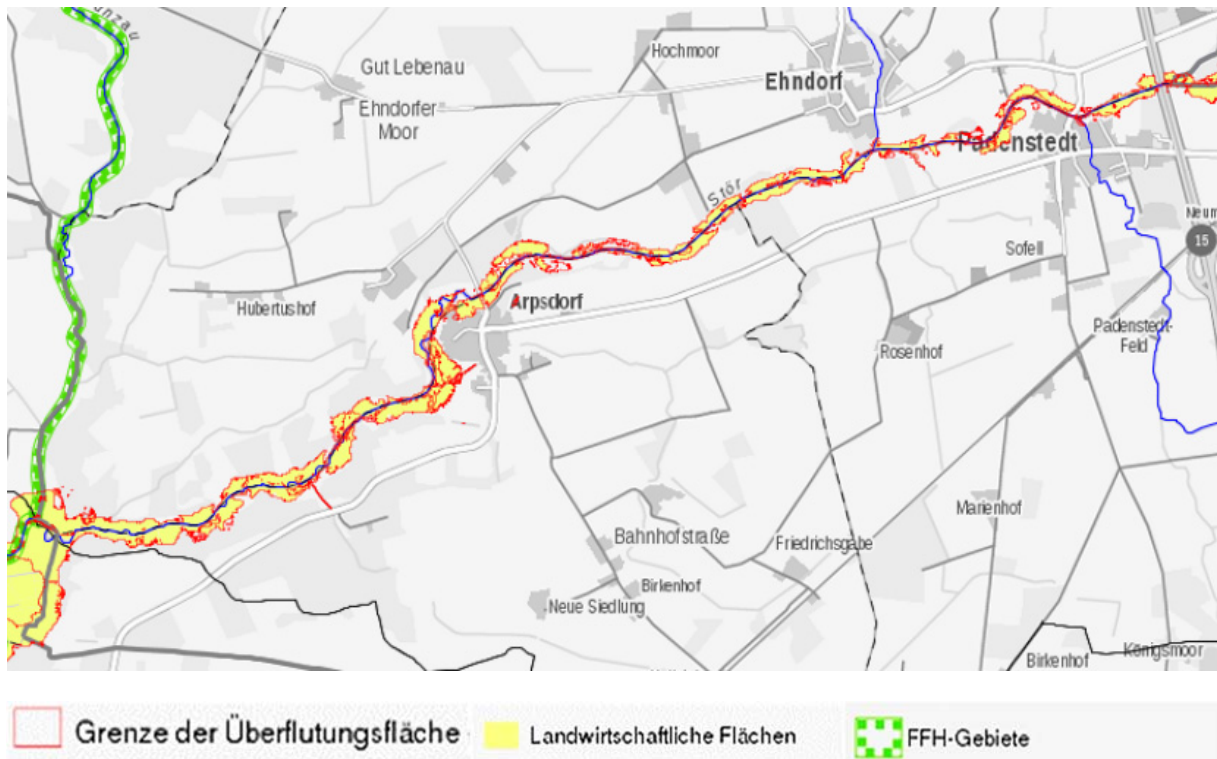 Hochmoor
Gut Lebenau
Ehndorf
Ehndorfer
Moor
Padenstedt
Stör
Neum
15
Sofell
Hubertushof
Arpsdorf
Padenstedt-
Feld
Rosenhof
Marienhof
Bahnhofstraße
Friedrichsgabe
Birkenhof
Neue Siedlung
Königsmoor
Birkenhof
Grenze der Überflutungsfläche
Landwirtschaftliche Flächen
FFH-Gebiete